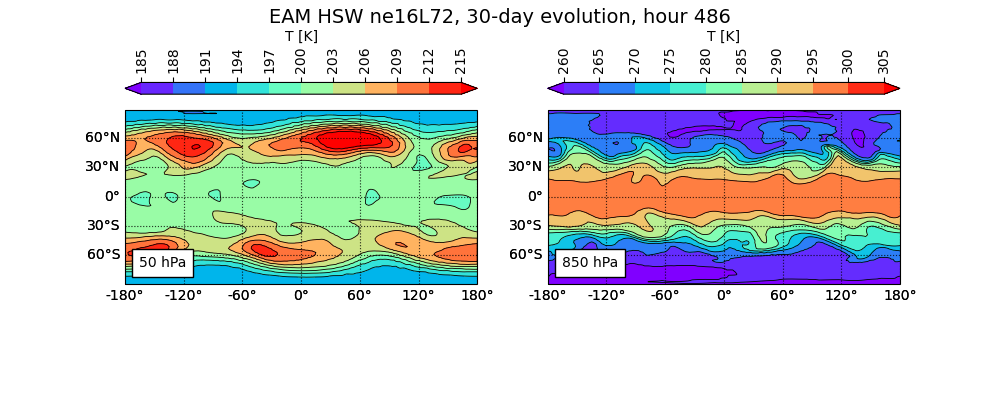 EAM HSW ne16L72, 30-day evolution, hour 486
T [K]
185 188 191 194 197 200 203 206 209 212 215
60°N
30°N
0°
30°S
60°S
50 hPa
-180° -120° -60° 0° 60° 120° 180°
T [K]
260 265 270 275 280 285 290 295 300 305
60°N
30°N
0°
30°S
60°S
850 hPa
-180° -120° -60° 0° 60° 120° 180°